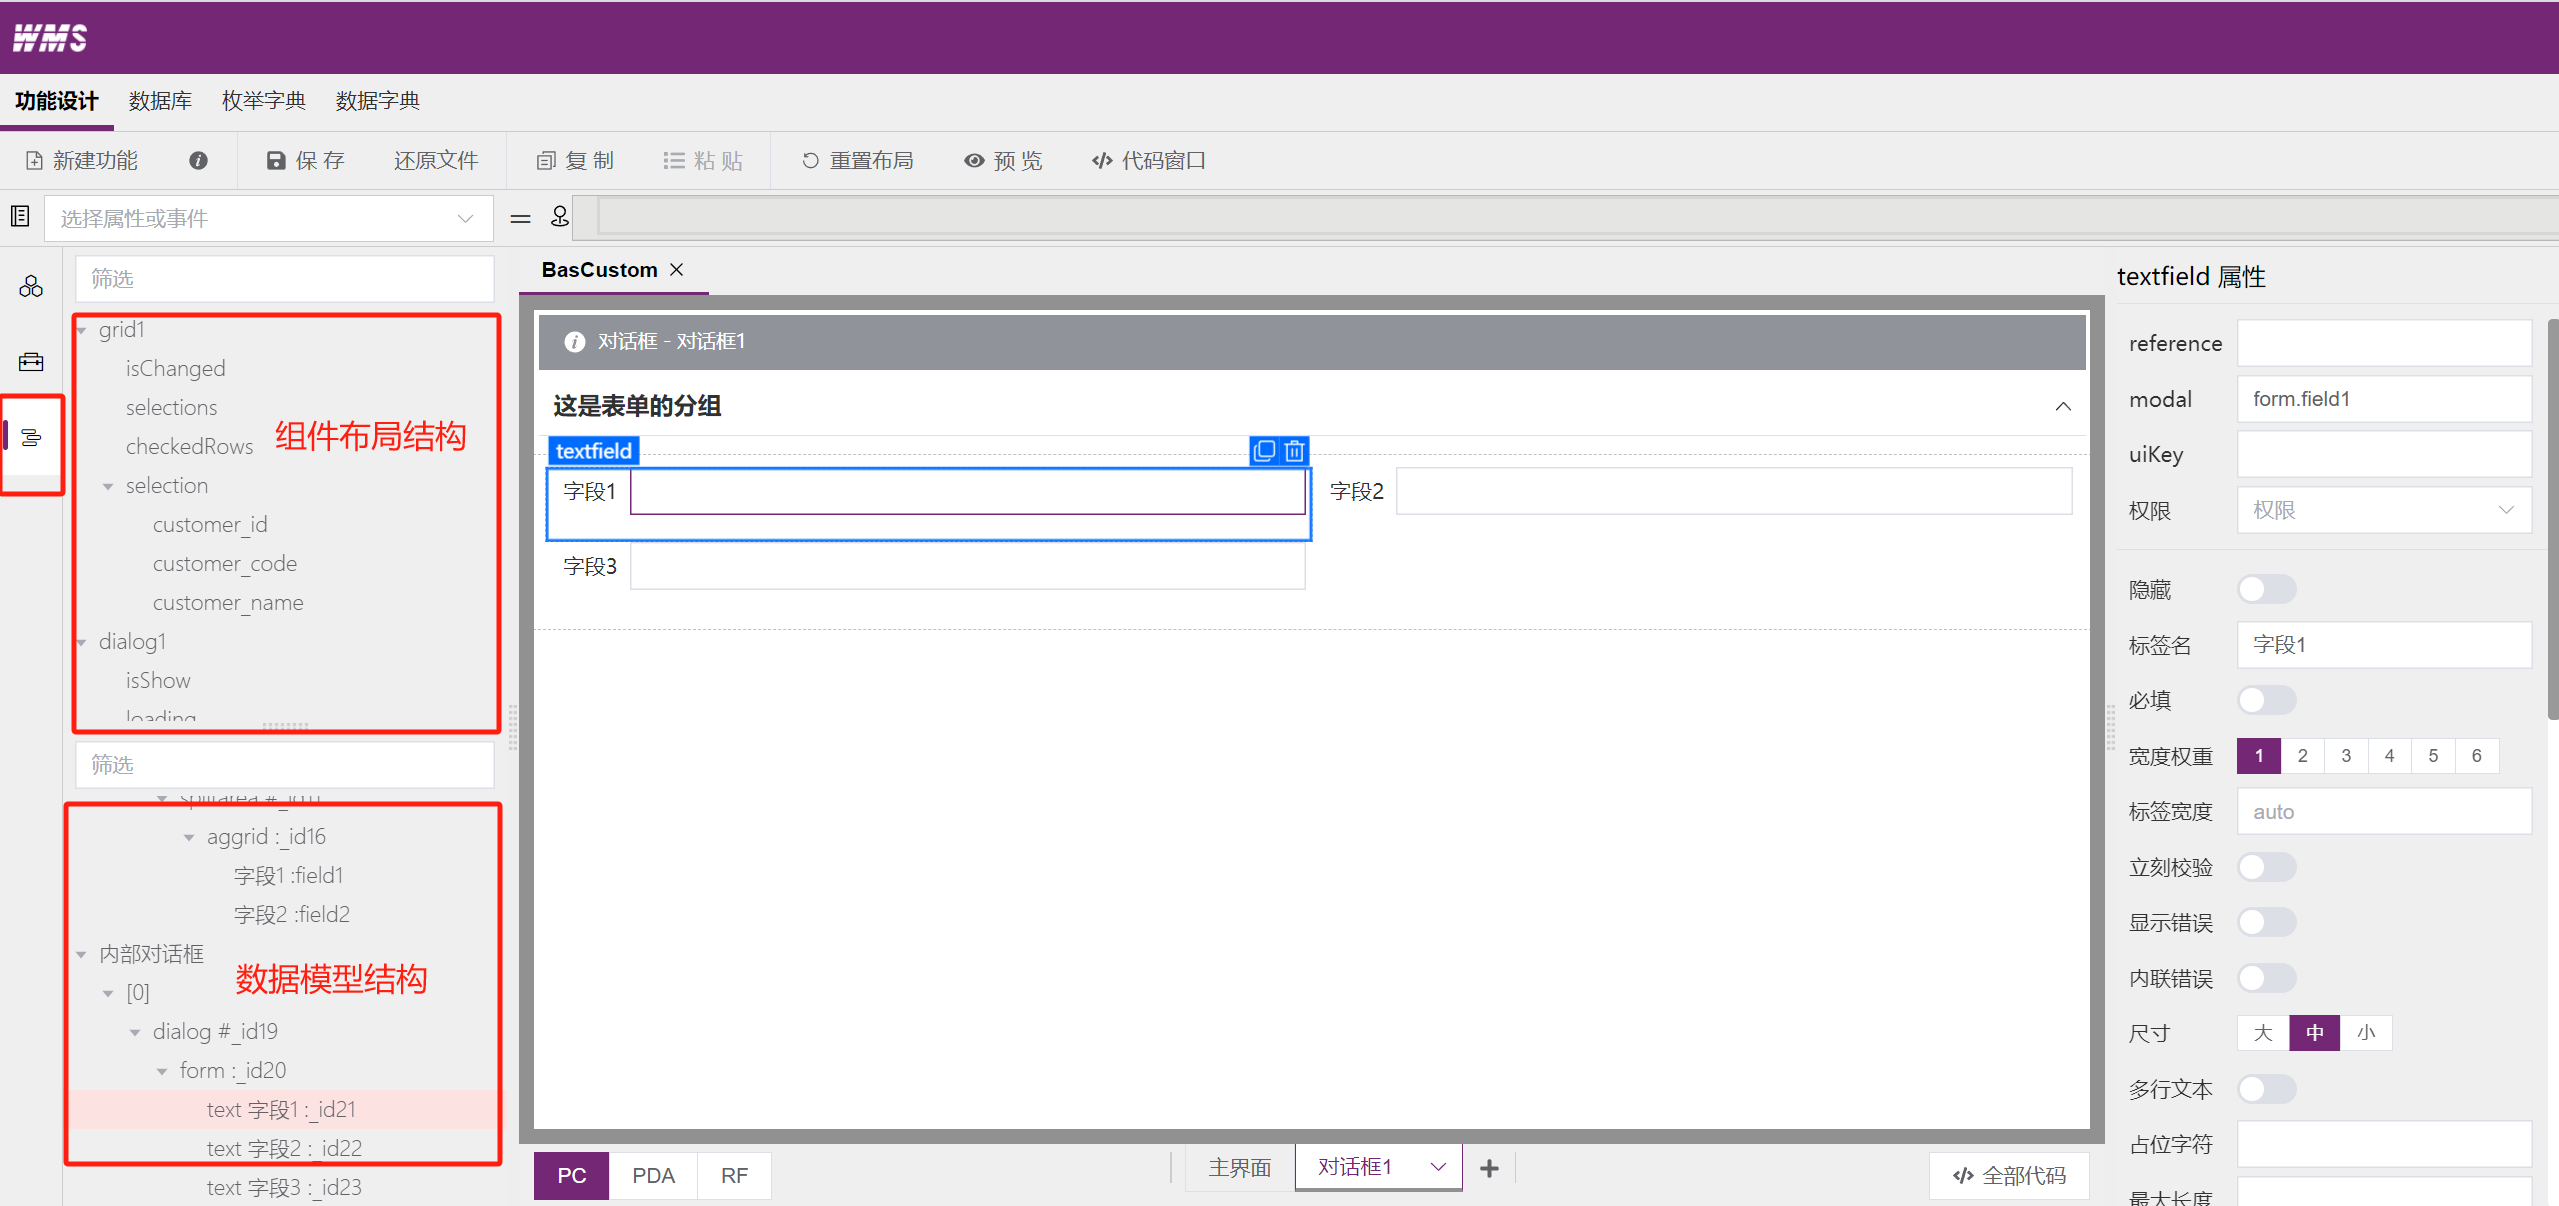 WMS
功能设计 数据库 枚举字典 数据字典
新建功能 保 存 还原文件 复 制 粘 贴 重置布局 预 览 代码窗口
选择属性或事件
筛选
grid1
isChanged
selections
checkedRows
selection
customer_id
customer_code
customer_name
dialog1
isShow
loading
组件布局结构
筛选
splitarea #_id11
aggrid :_id16
字段1 :field1
字段2 :field2
内部对话框
[0]
dialog #_id19
form :_id20
text 字段1 :_id21
text 字段2 :_id22
text 字段3 :_id23
数据模型结构
BasCustom
对话框 - 对话框1
这是表单的分组
textfield
字段1
字段2
字段3
PC PDA RF
主界面 对话框1
全部代码
textfield 属性
reference
modal form.field1
uiKey
权限 权限
隐藏
标签名 字段1
必填
宽度权重 1 2 3 4 5 6
标签宽度 auto
立刻校验
显示错误
内联错误
尺寸 大 中 小
多行文本
占位字符
最大长度